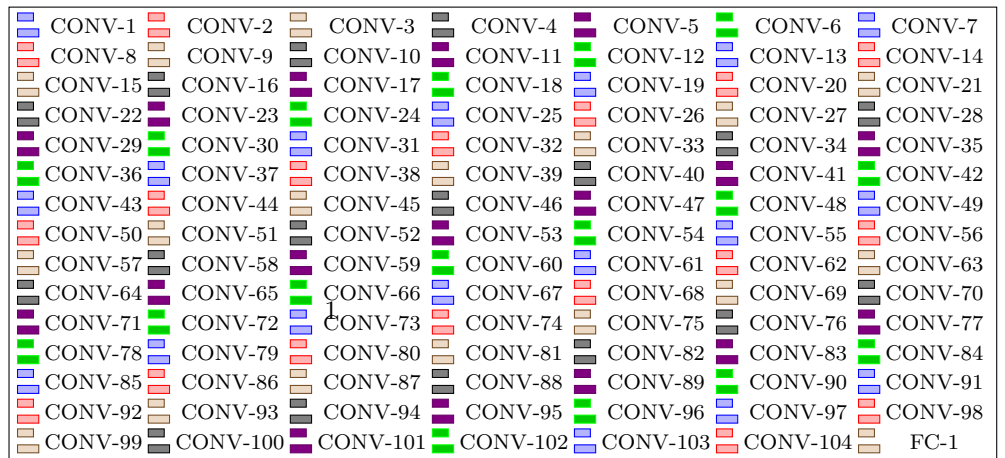 CONV-1 CONV-2 CONV-3 CONV-4 CONV-5 CONV-6 CONV-7
CONV-8 CONV-9 CONV-10 CONV-11 CONV-12 CONV-13 CONV-14
CONV-15 CONV-16 CONV-17 CONV-18 CONV-19 CONV-20 CONV-21
CONV-22 CONV-23 CONV-24 CONV-25 CONV-26 CONV-27 CONV-28
CONV-29 CONV-30 CONV-31 CONV-32 CONV-33 CONV-34 CONV-35
CONV-36 CONV-37 CONV-38 CONV-39 CONV-40 CONV-41 CONV-42
CONV-43 CONV-44 CONV-45 CONV-46 CONV-47 CONV-48 CONV-49
CONV-50 CONV-51 CONV-52 CONV-53 CONV-54 CONV-55 CONV-56
CONV-57 CONV-58 CONV-59 CONV-60 CONV-61 CONV-62 CONV-63
CONV-64 CONV-65 CONV-66 CONV-67 CONV-68 CONV-69 CONV-70
1
CONV-71 CONV-72 CONV-73 CONV-74 CONV-75 CONV-76 CONV-77
CONV-78 CONV-79 CONV-80 CONV-81 CONV-82 CONV-83 CONV-84
CONV-85 CONV-86 CONV-87 CONV-88 CONV-89 CONV-90 CONV-91
CONV-92 CONV-93 CONV-94 CONV-95 CONV-96 CONV-97 CONV-98
CONV-99 CONV-100 CONV-101 CONV-102 CONV-103 CONV-104 FC-1